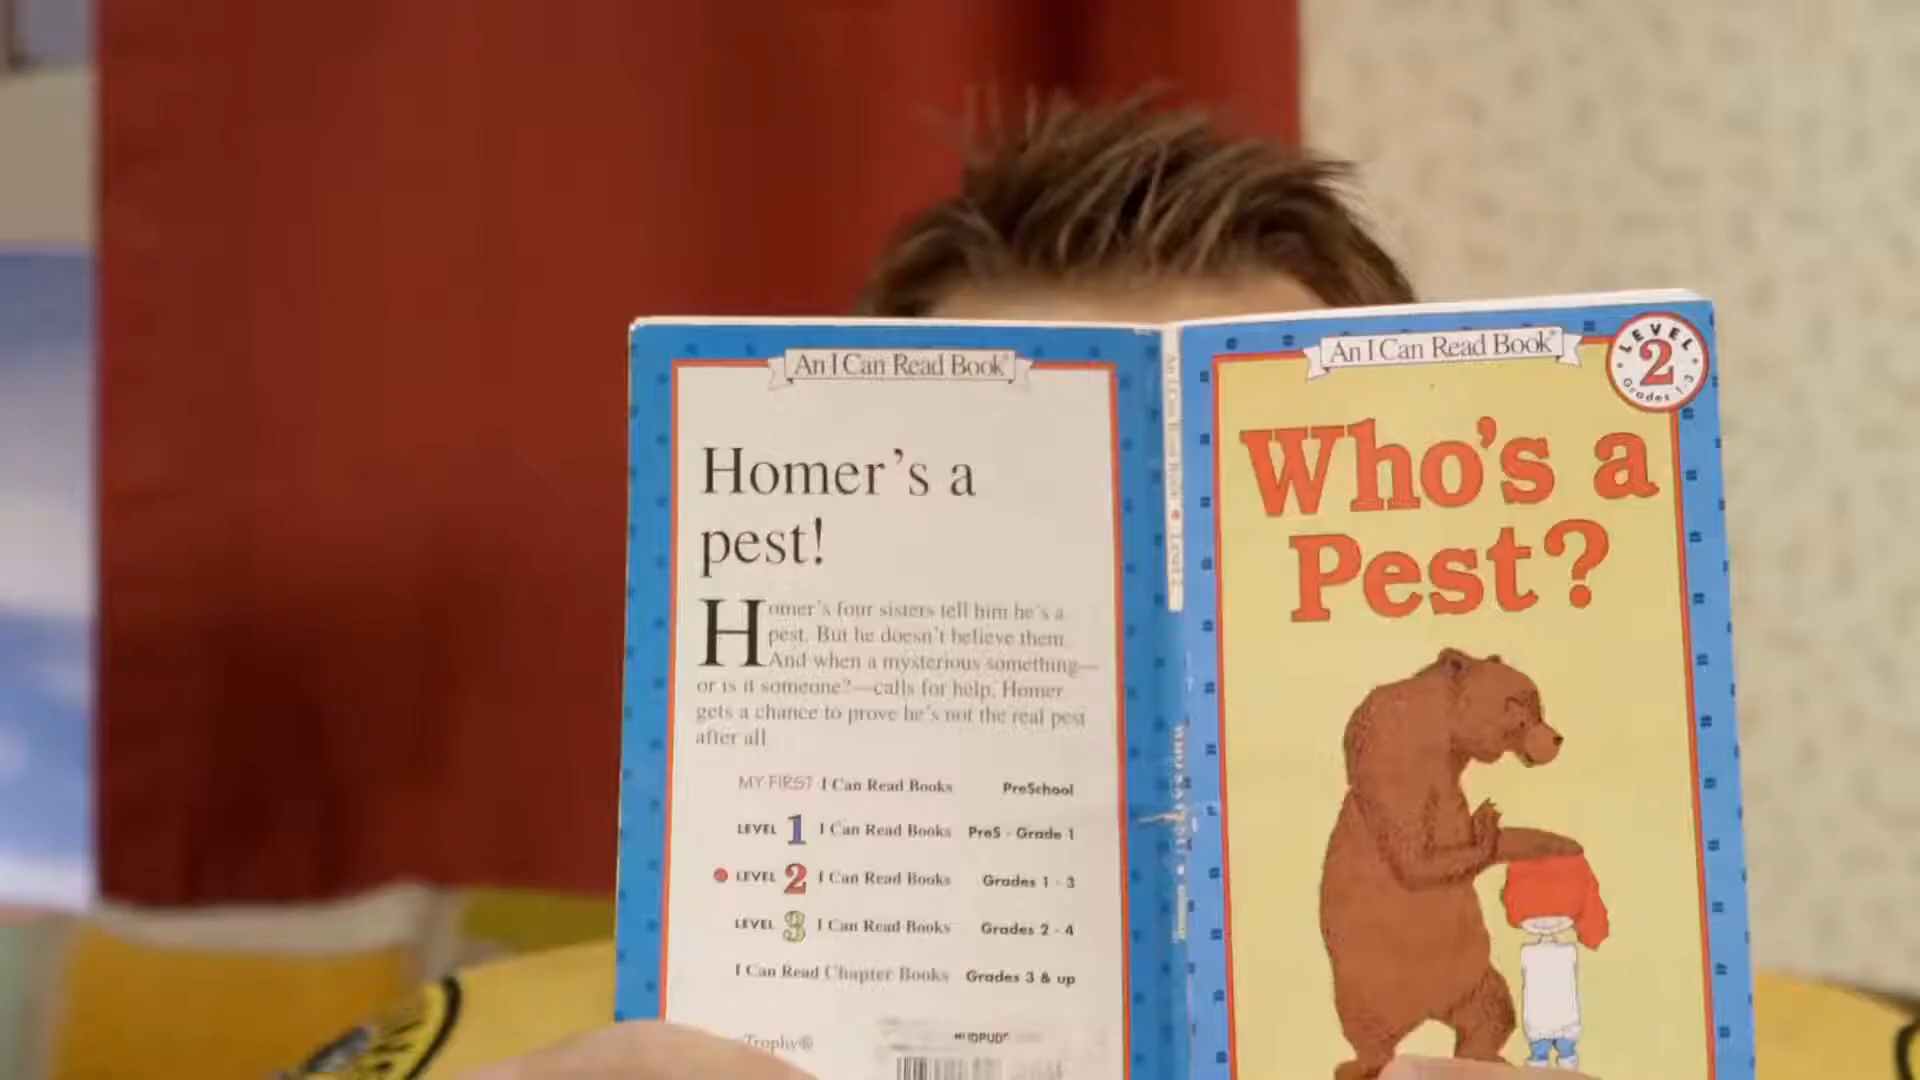 An I Can Read Book®
Homer's a
pest!
Homer's four sisters tell him he's a
pest. But he doesn't believe them.
And when a mysterious something—
or is it someone?—calls for help, Homer
gets a chance to prove he's not the real pest
after all
MY FIRST I Can Read Books PreSchool
LEVEL 1 I Can Read Books PreS - Grade 1
LEVEL 2 I Can Read Books Grades 1 - 3
LEVEL 3 I Can Read Books Grades 2 - 4
I Can Read Chapter Books Grades 3 & up
Trophy®
An I Can Read Book®
LEVEL
2
Grades 1-3
Who's a
Pest?